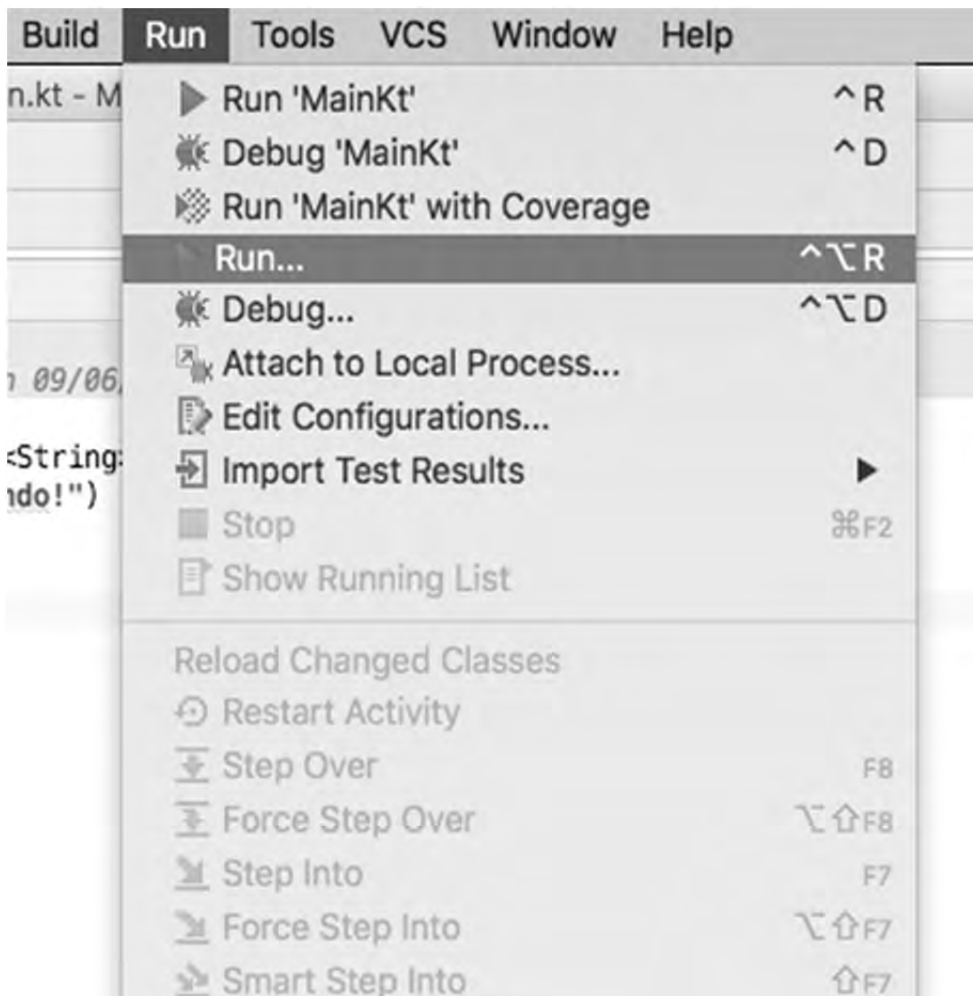 Build Run Tools VCS Window Help
n.kt - M
Run 'MainKt' ^R
Debug 'MainKt' ^D
Run 'MainKt' with Coverage
Run... ^⌥R
Debug... ^⌥D
Attach to Local Process...
09/06
Edit Configurations...
<String>
Import Test Results
ndo!")
Stop ⌘F2
Show Running List
Reload Changed Classes
Restart Activity
Step Over F8
Force Step Over ⌥⇧F8
Step Into F7
Force Step Into ⌥⇧F7
Smart Step Into ⇧F7